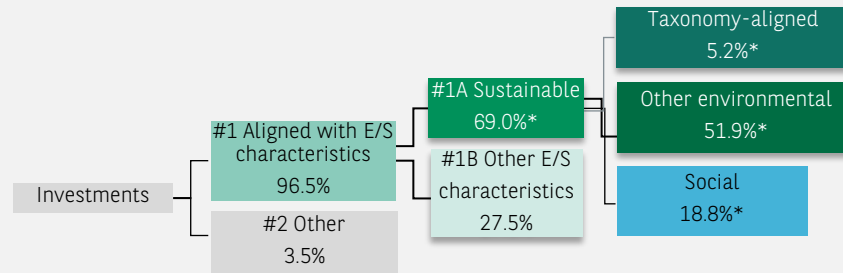 Investments
#1 Aligned with E/S
characteristics
96.5%
#2 Other
3.5%
#1A Sustainable
69.0%*
#1B Other E/S
characteristics
27.5%
Taxonomy-aligned
5.2%*
Other environmental
51.9%*
Social
18.8%*